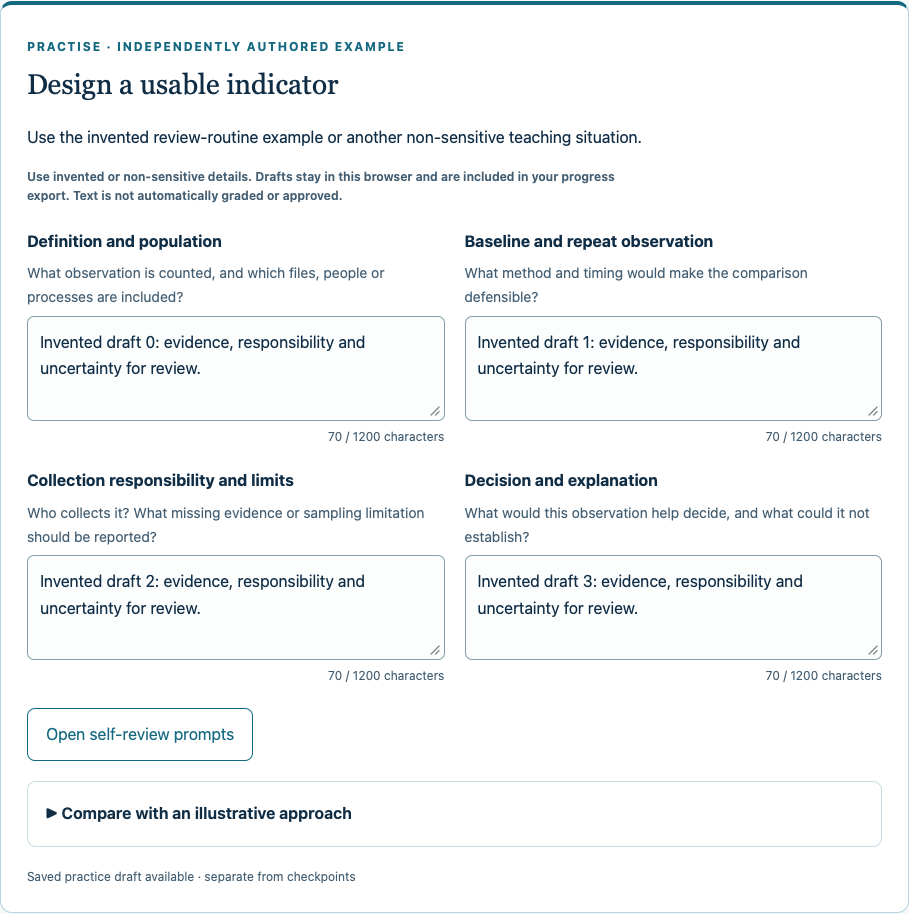 PRACTISE · INDEPENDENTLY AUTHORED EXAMPLE
Design a usable indicator
Use the invented review-routine example or another non-sensitive teaching situation.
Use invented or non-sensitive details. Drafts stay in this browser and are included in your progress
export. Text is not automatically graded or approved.
Definition and population
What observation is counted, and which files, people or
processes are included?
Invented draft 0: evidence, responsibility and
uncertainty for review.
70 / 1200 characters
Baseline and repeat observation
What method and timing would make the comparison
defensible?
Invented draft 1: evidence, responsibility and
uncertainty for review.
70 / 1200 characters
Collection responsibility and limits
Who collects it? What missing evidence or sampling limitation
should be reported?
Invented draft 2: evidence, responsibility and
uncertainty for review.
70 / 1200 characters
Decision and explanation
What would this observation help decide, and what could it not
establish?
Invented draft 3: evidence, responsibility and
uncertainty for review.
70 / 1200 characters
Open self-review prompts
Compare with an illustrative approach
Saved practice draft available · separate from checkpoints